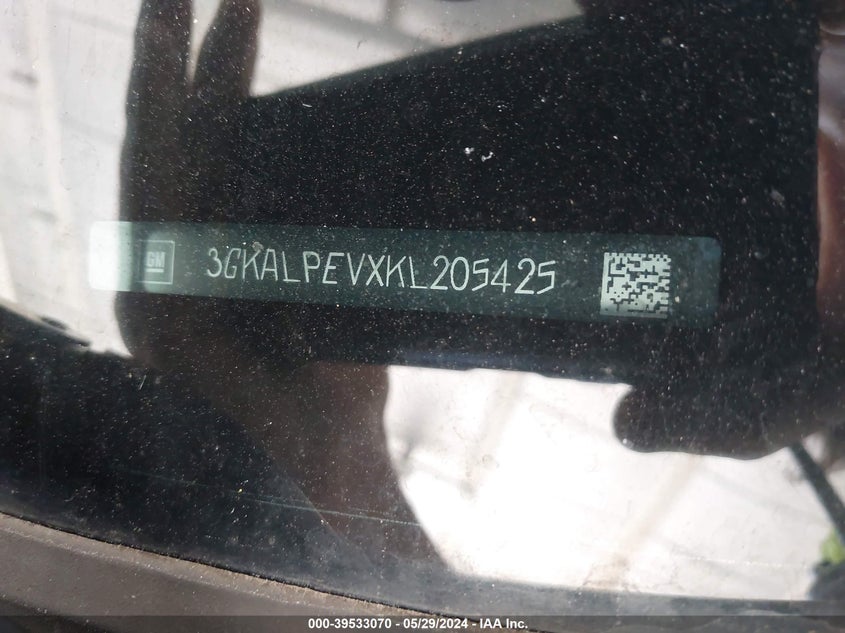 GM
3GKALPEVXKL205425
000-39533070 - 05/29/2024 - IAA Inc.